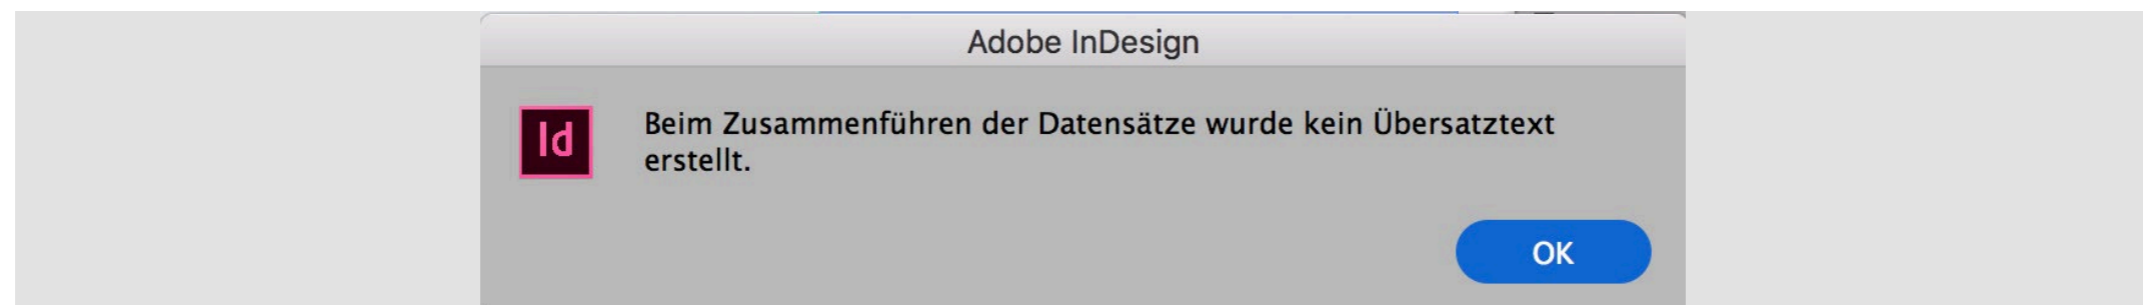 Adobe InDesign
Id
Beim Zusammenführen der Datensätze wurde kein Übersatztext
erstellt.
OK